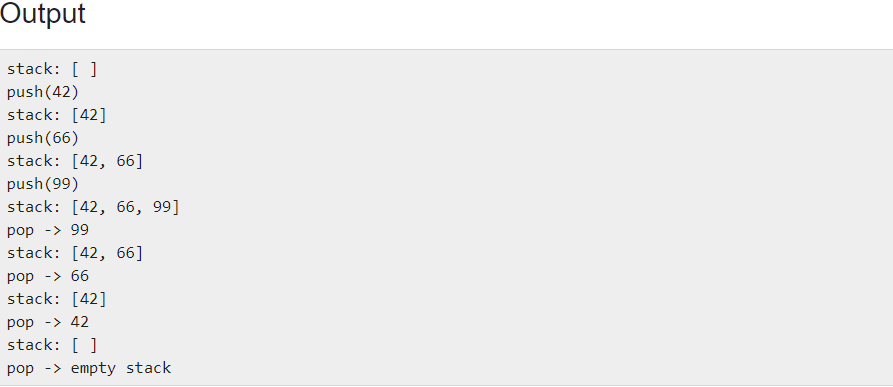 Output
stack: [ ]
push(42)
stack: [42]
push(66)
stack: [42, 66]
push(99)
stack: [42, 66, 99]
pop -> 99
stack: [42, 66]
pop -> 66
stack: [42]
pop -> 42
stack: [ ]
pop -> empty stack